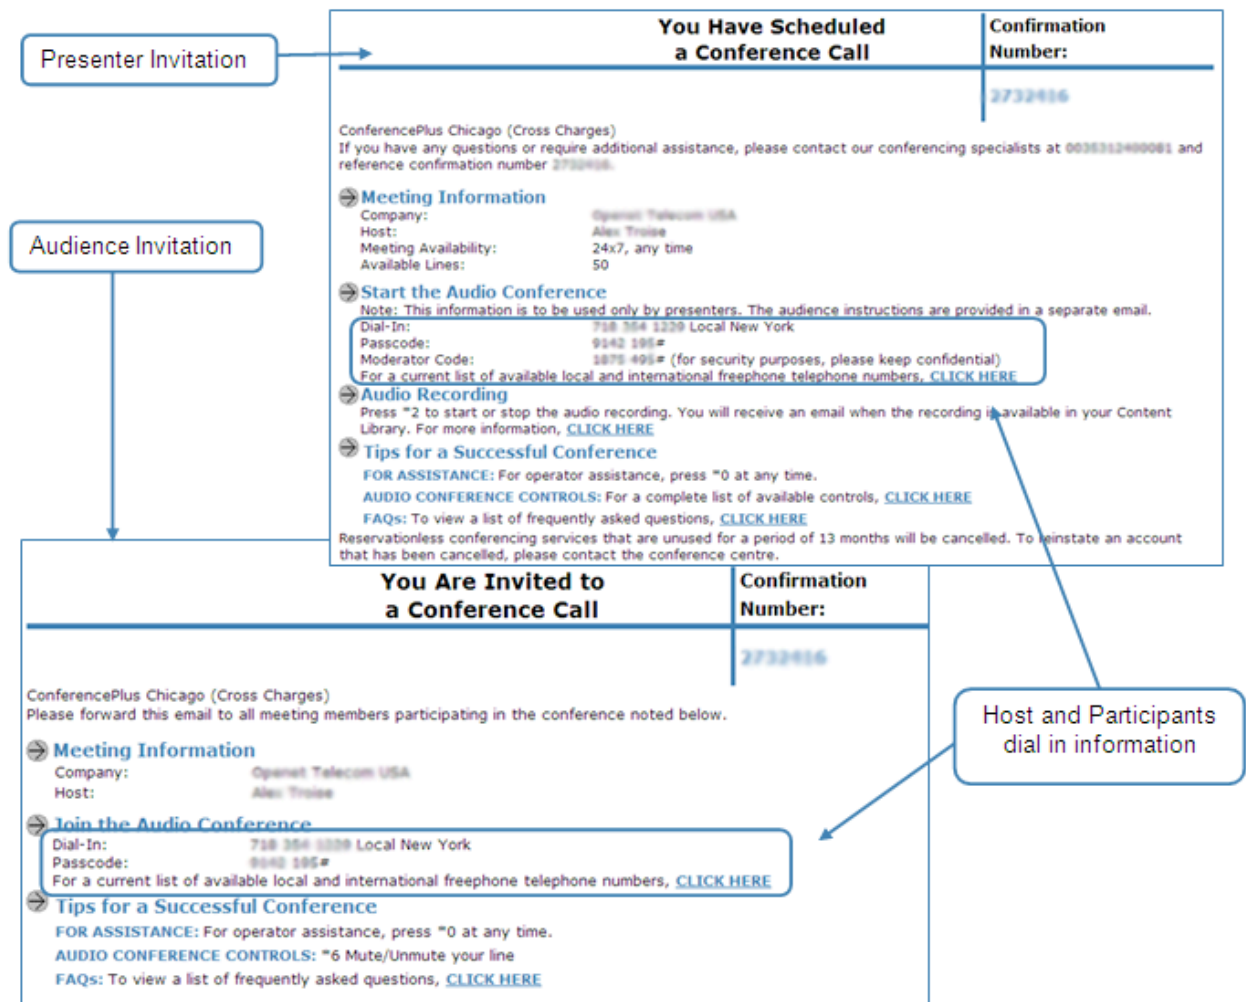 Presenter Invitation
You Have Scheduled
a Conference Call
Confirmation
Number:
ConferencePlus Chicago (Cross Charges)
If you have any questions or require additional assistance, please contact our conferencing specialists at and
reference confirmation number
Meeting Information
Company:
Host:
Meeting Availability: 24x7, any time
Available Lines: 50
Start the Audio Conference
Note: This information is to be used only by presenters. The audience instructions are provided in a separate email.
Dial-In: Local New York
Passcode:
Moderator Code: (for security purposes, please keep confidential)
For a current list of available local and international freephone telephone numbers, CLICK HERE
Audio Recording
Press *2 to start or stop the audio recording. You will receive an email when the recording is available in your Content
Library. For more information, CLICK HERE
Tips for a Successful Conference
FOR ASSISTANCE: For operator assistance, press *0 at any time.
AUDIO CONFERENCE CONTROLS: For a complete list of available controls, CLICK HERE
FAQs: To view a list of frequently asked questions, CLICK HERE
Reservationless conferencing services that are unused for a period of 13 months will be cancelled. To reinstate an account
that has been cancelled, please contact the conference centre.
Audience Invitation
You Are Invited to
a Conference Call
Confirmation
Number:
ConferencePlus Chicago (Cross Charges)
Please forward this email to all meeting members participating in the conference noted below.
Meeting Information
Company:
Host:
Join the Audio Conference
Dial-In: Local New York
Passcode:
For a current list of available local and international freephone telephone numbers, CLICK HERE
Tips for a Successful Conference
FOR ASSISTANCE: For operator assistance, press *0 at any time.
AUDIO CONFERENCE CONTROLS: *6 Mute/Unmute your line
FAQs: To view a list of frequently asked questions, CLICK HERE
Host and Participants
dial in information